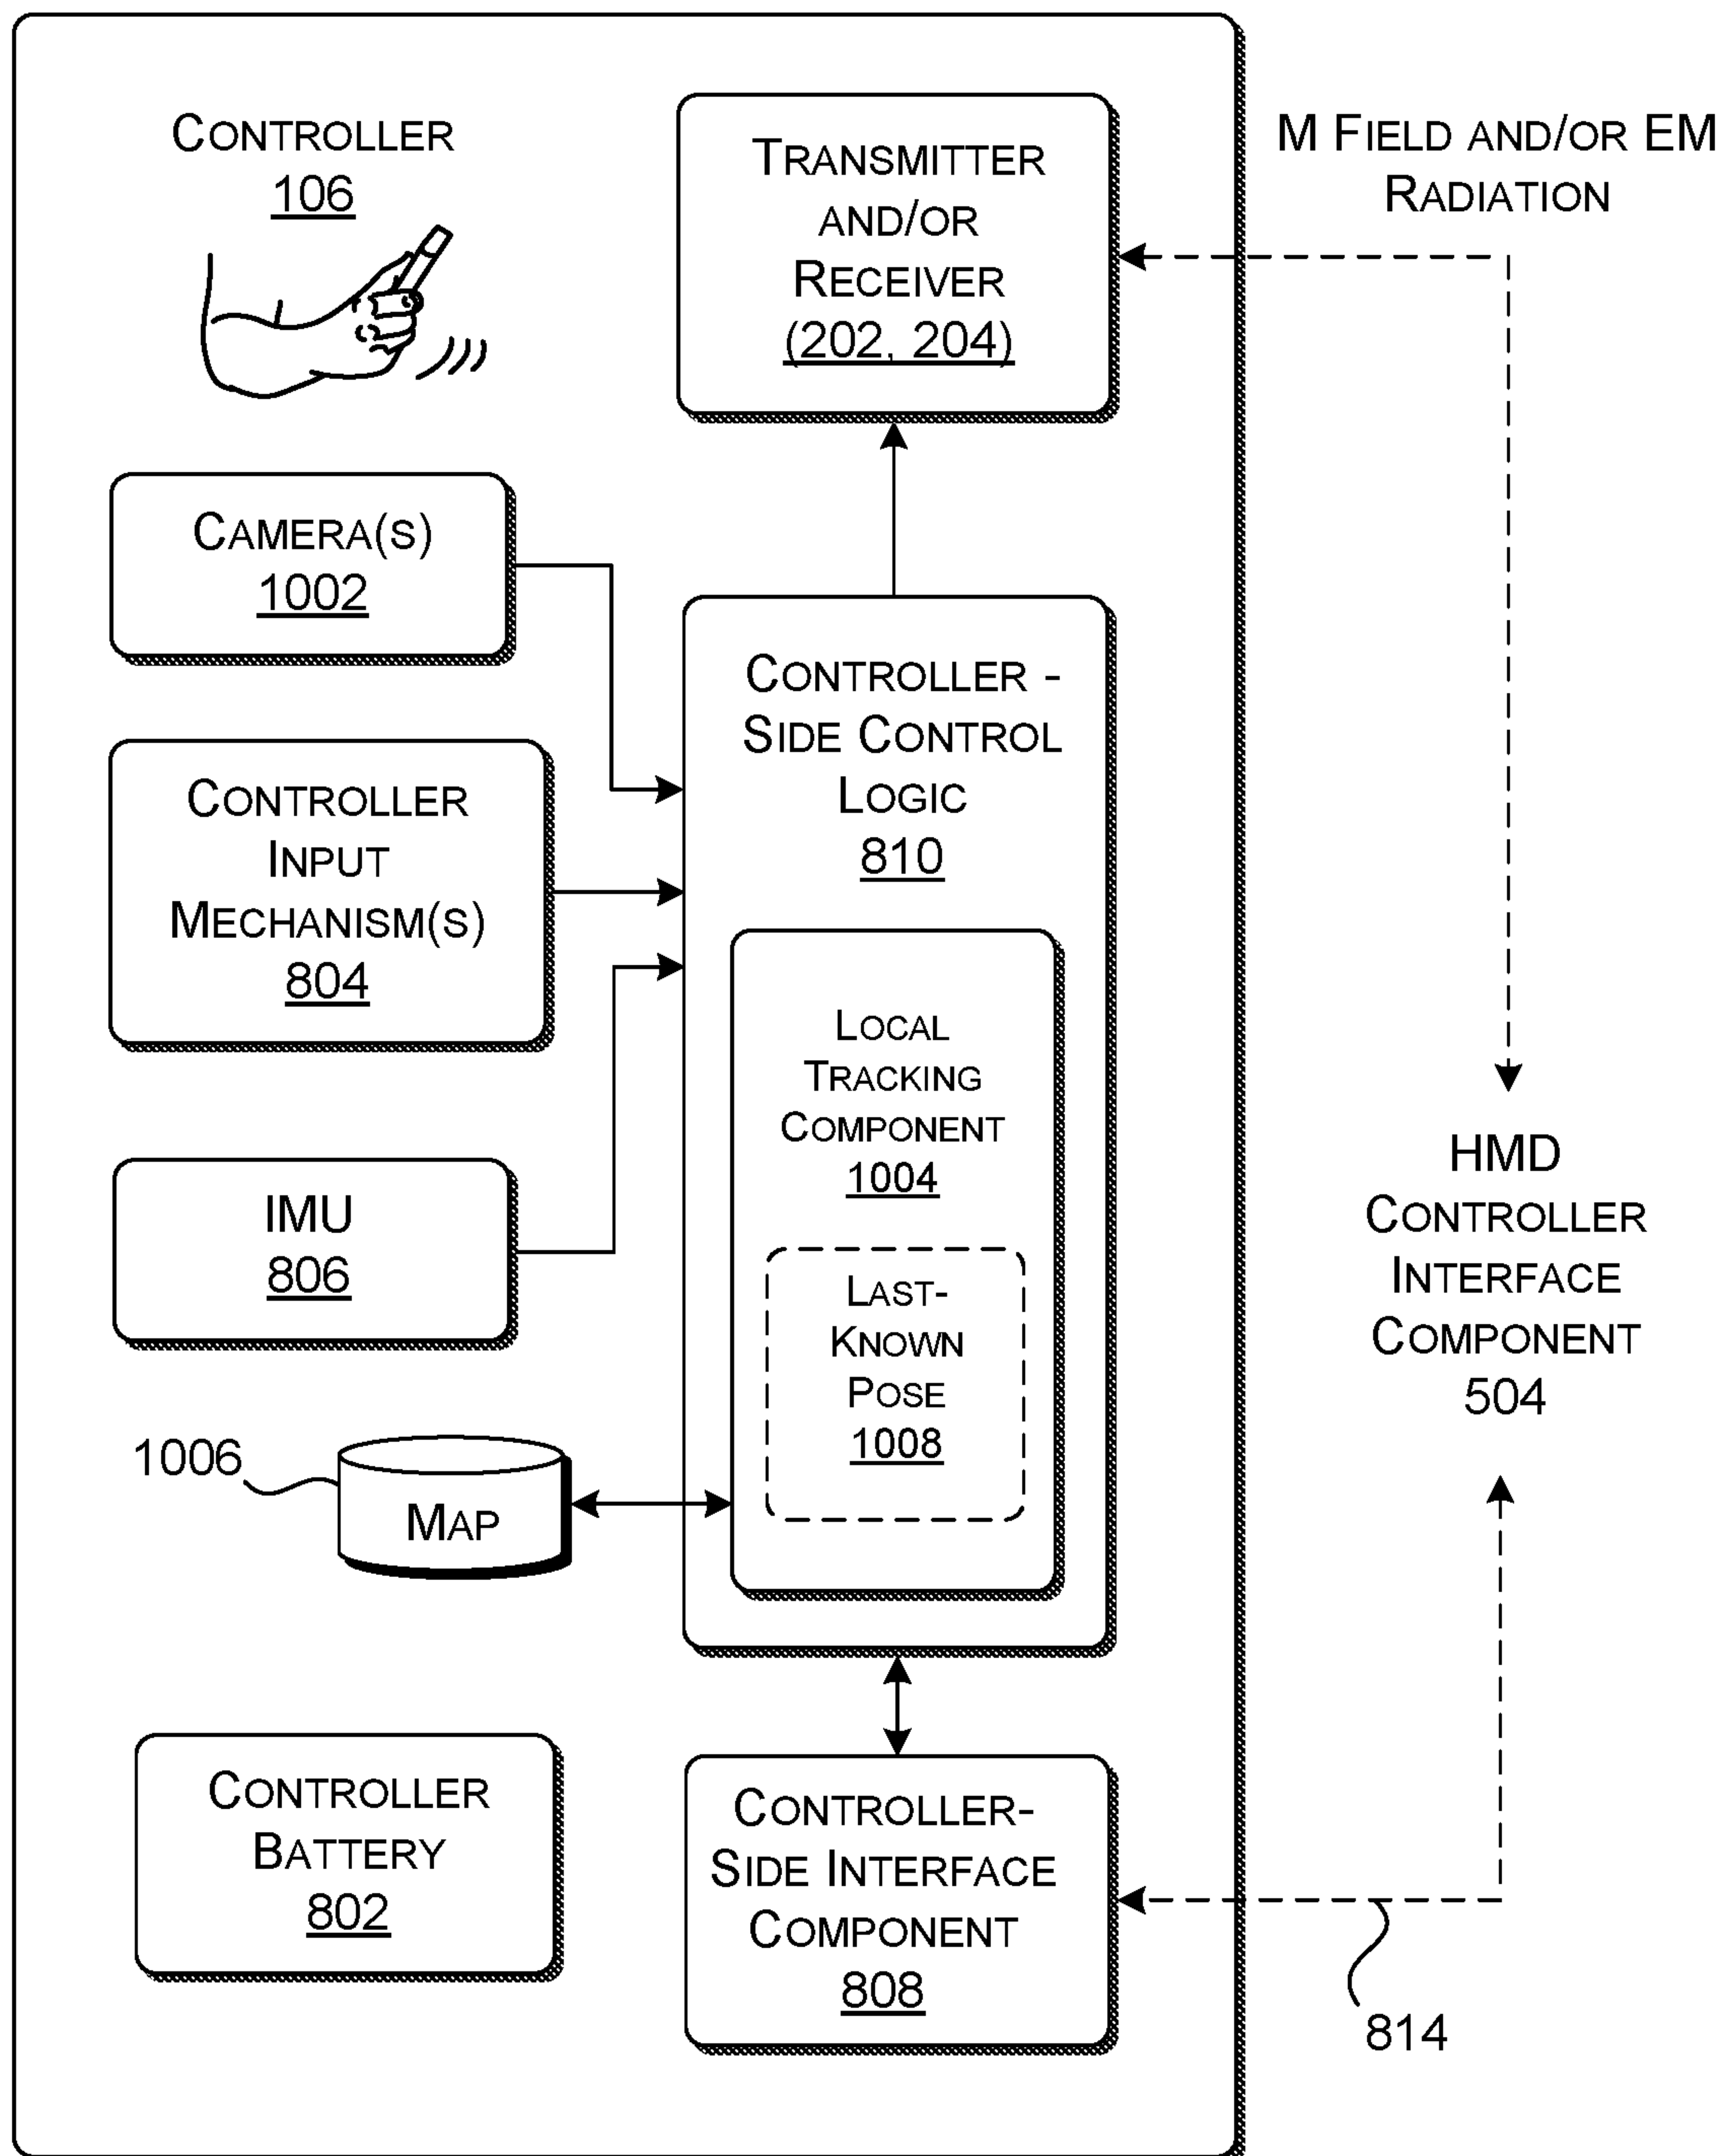 CONTROLLER
106
TRANSMITTER
AND/OR
RECEIVER
(202, 204)
M FIELD AND/OR EM
RADIATION
CAMERA(S)
1002
CONTROLLER
INPUT
MECHANISM(S)
804
IMU
806
1006
MAP
CONTROLLER -
SIDE CONTROL
LOGIC
810
LOCAL
TRACKING
COMPONENT
1004
LAST-
KNOWN
POSE
1008
HMD
CONTROLLER
INTERFACE
COMPONENT
504
CONTROLLER
BATTERY
802
CONTROLLER-
SIDE INTERFACE
COMPONENT
808
814